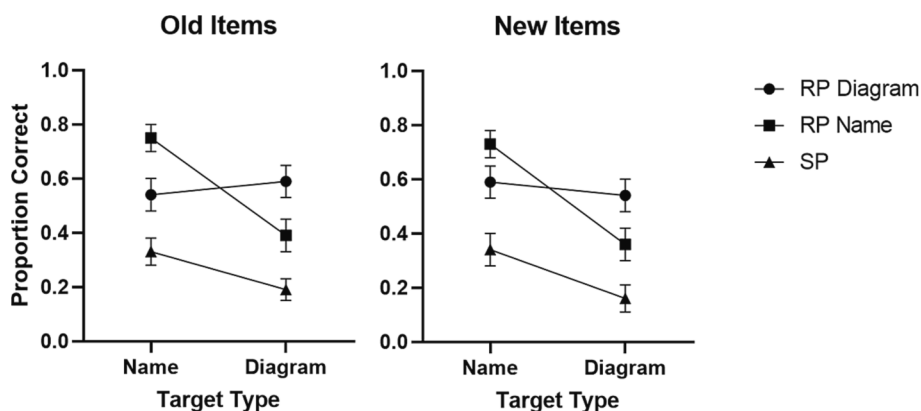 Old Items
New Items
Proportion Correct
1.0
0.8
0.6
0.4
0.2
0.0
Name
Diagram
Target Type
1.0
0.8
0.6
0.4
0.2
0.0
Name
Diagram
Target Type
RP Diagram
RP Name
SP